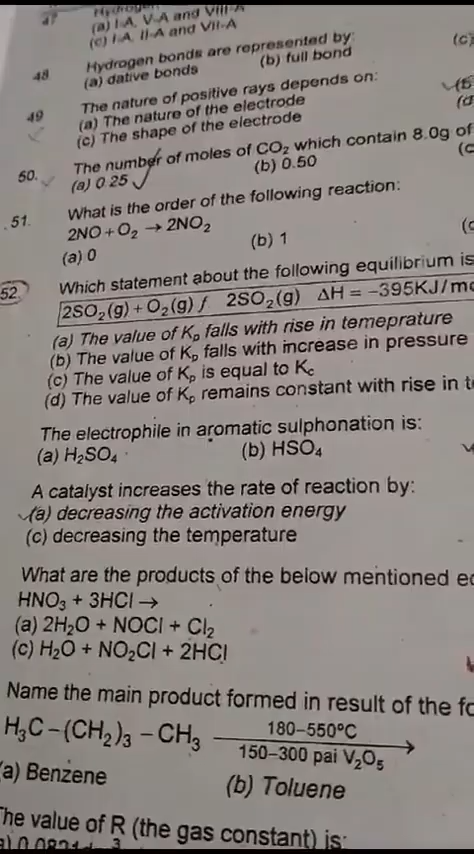 47
(a) I-A, V-A and VIII-A
(c) I-A, II-A and VII-A
48 Hydrogen bonds are represented by:
(a) dative bonds (b) full bond (c)
49 The nature of positive rays depends on:
(a) The nature of the electrode
(c) The shape of the electrode
50. The number of moles of CO₂ which contain 8.0g of
(a) 0.25 (b) 0.50
51. What is the order of the following reaction:
2NO + O₂ → 2NO₂
(a) 0 (b) 1
52 Which statement about the following equilibrium is
2SO₂(g) + O₂(g) ƒ 2SO₂(g) ΔH = –395KJ/mo
(a) The value of Kₚ falls with rise in temeprature
(b) The value of Kₚ falls with increase in pressure
(c) The value of Kₚ is equal to K꜀
(d) The value of Kₚ remains constant with rise in te
The electrophile in aromatic sulphonation is:
(a) H₂SO₄ (b) HSO₄
A catalyst increases the rate of reaction by:
(a) decreasing the activation energy
(c) decreasing the temperature
What are the products of the below mentioned eq
HNO₃ + 3HCl →
(a) 2H₂O + NOCl + Cl₂
(c) H₂O + NO₂Cl + 2HCl
Name the main product formed in result of the fo
H₃C – (CH₂)₃ – CH₃ 180–550°C
150–300 pai V₂O₅
(a) Benzene (b) Toluene
The value of R (the gas constant) is: